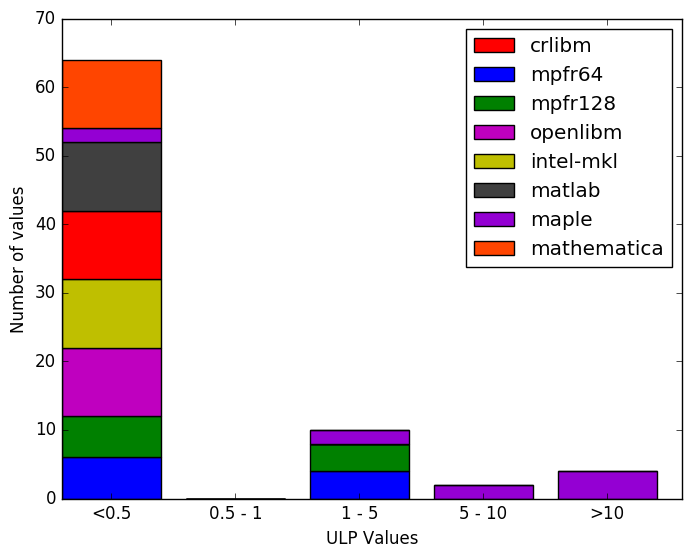 70
60
50
40
30
20
10
0
Number of values
<0.5
0.5 - 1
1 - 5
5 - 10
>10
ULP Values
crlibm
mpfr64
mpfr128
openlibm
intel-mkl
matlab
maple
mathematica